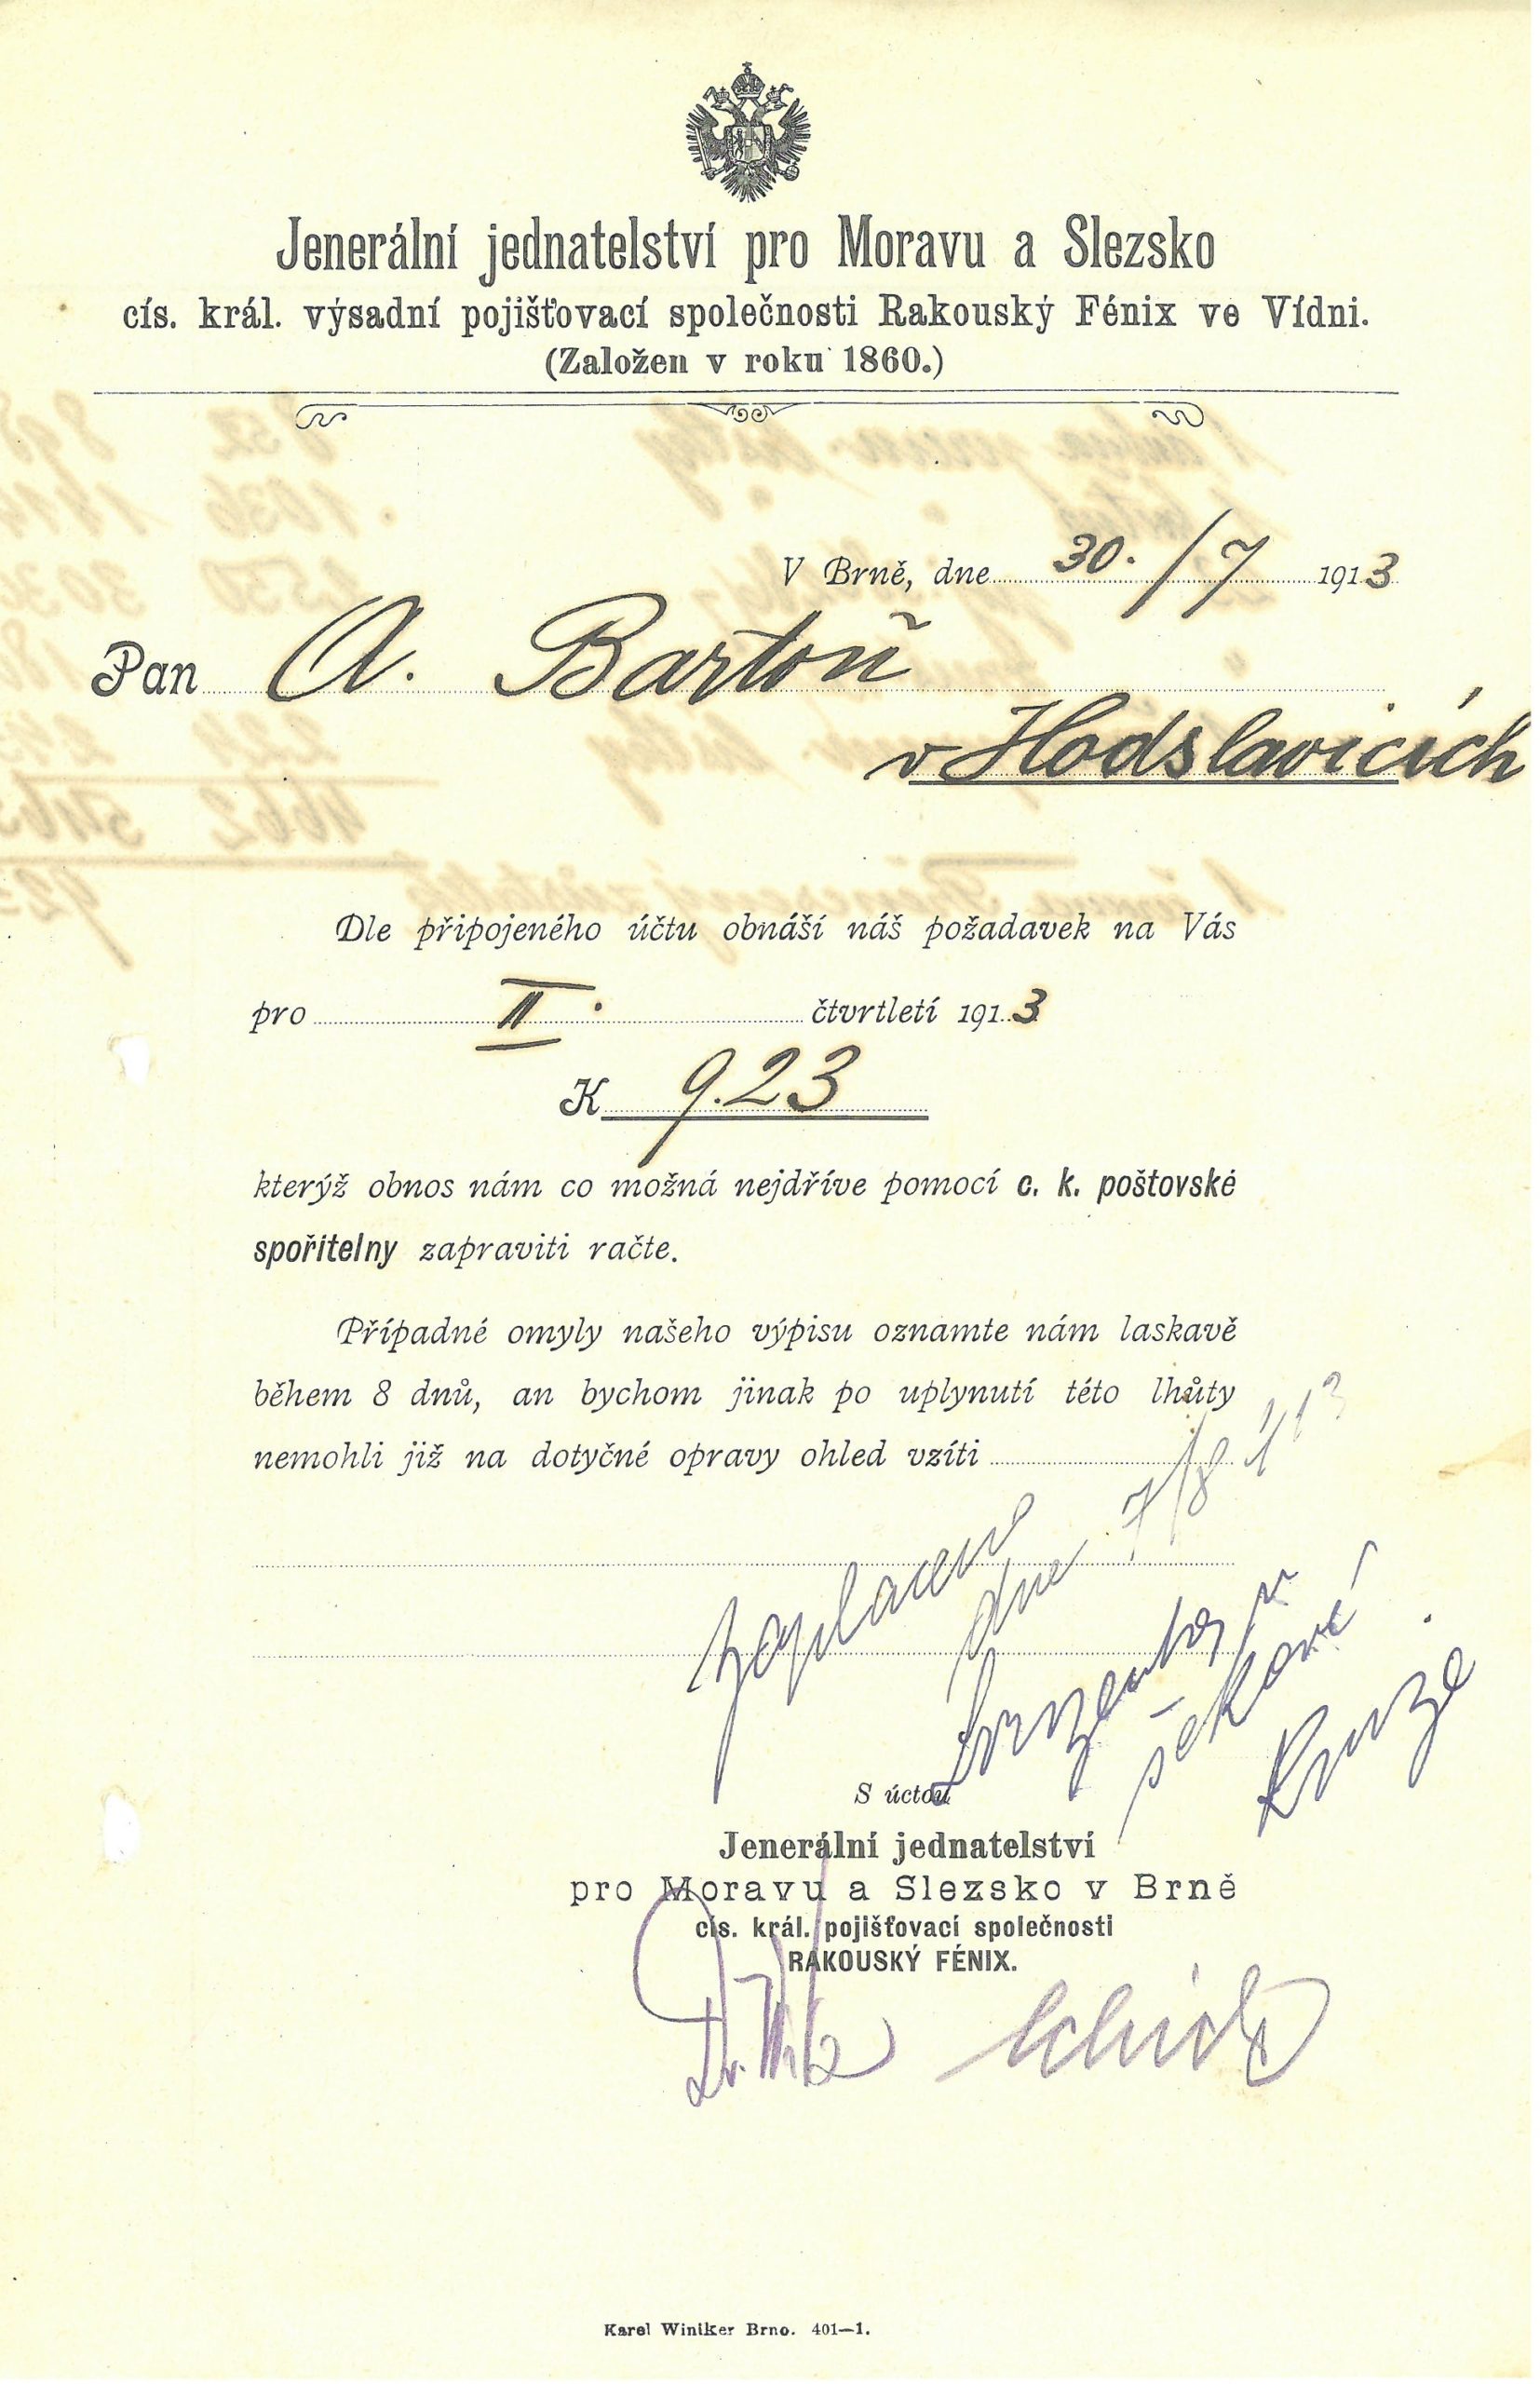 Jenerální jednatelství pro Moravu a Slezsko
cís. král. výsadní pojišťovací společnosti Rakouský Fénix ve Vídni.
(Založen v roku 1860.)
V Brně, dne 30. / 7 1913
Pan A. Bartoň
v Hodslavicích
Dle připojeného účtu obnáší náš požadavek na Vás
pro II. čtvrtletí 1913
K 9.23
kterýž obnos nám co možná nejdříve pomocí c. k. poštovské
spořitelny zapraviti račte.
Případné omyly našeho výpisu oznamte nám laskavě
během 8 dnů, an bychom jinak po uplynutí této lhůty
nemohli již na dotyčné opravy ohled vzíti
zaplaceno
dne 7/8 1913
S úctou
Jenerální jednatelství
pro Moravu a Slezsko v Brně
cís. král. pojišťovací společnosti
RAKOUSKÝ FÉNIX.
Karel Winiker Brno. 401—1.